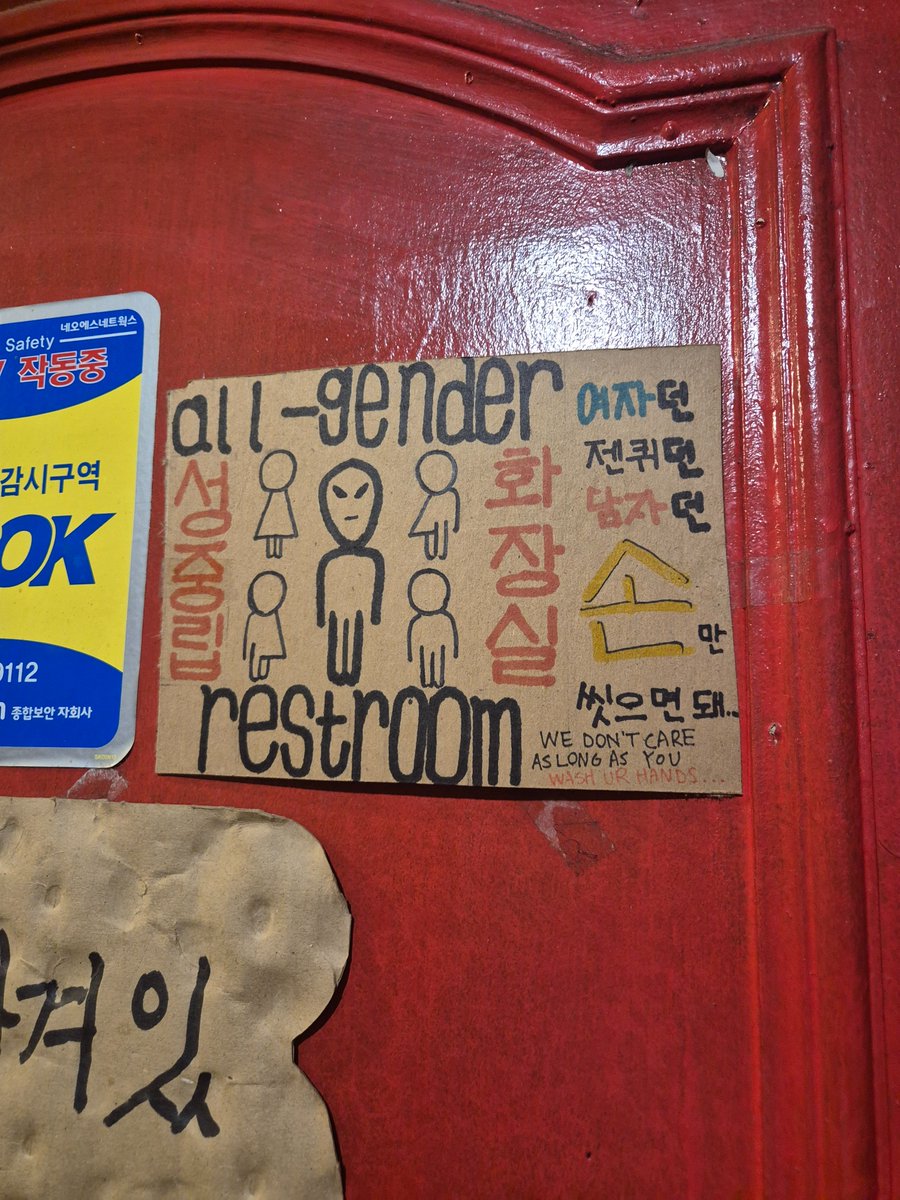 네오에스네트웍스
Safety
작동중
감시구역
OK
9112
종합보안 자회사
all-gender
성중립
화장실
restroom
여자던
젠퀴던
남자던
손만
씻으면 돼..
WE DON'T CARE
AS LONG AS YOU
WASH UR HANDS...
겨있